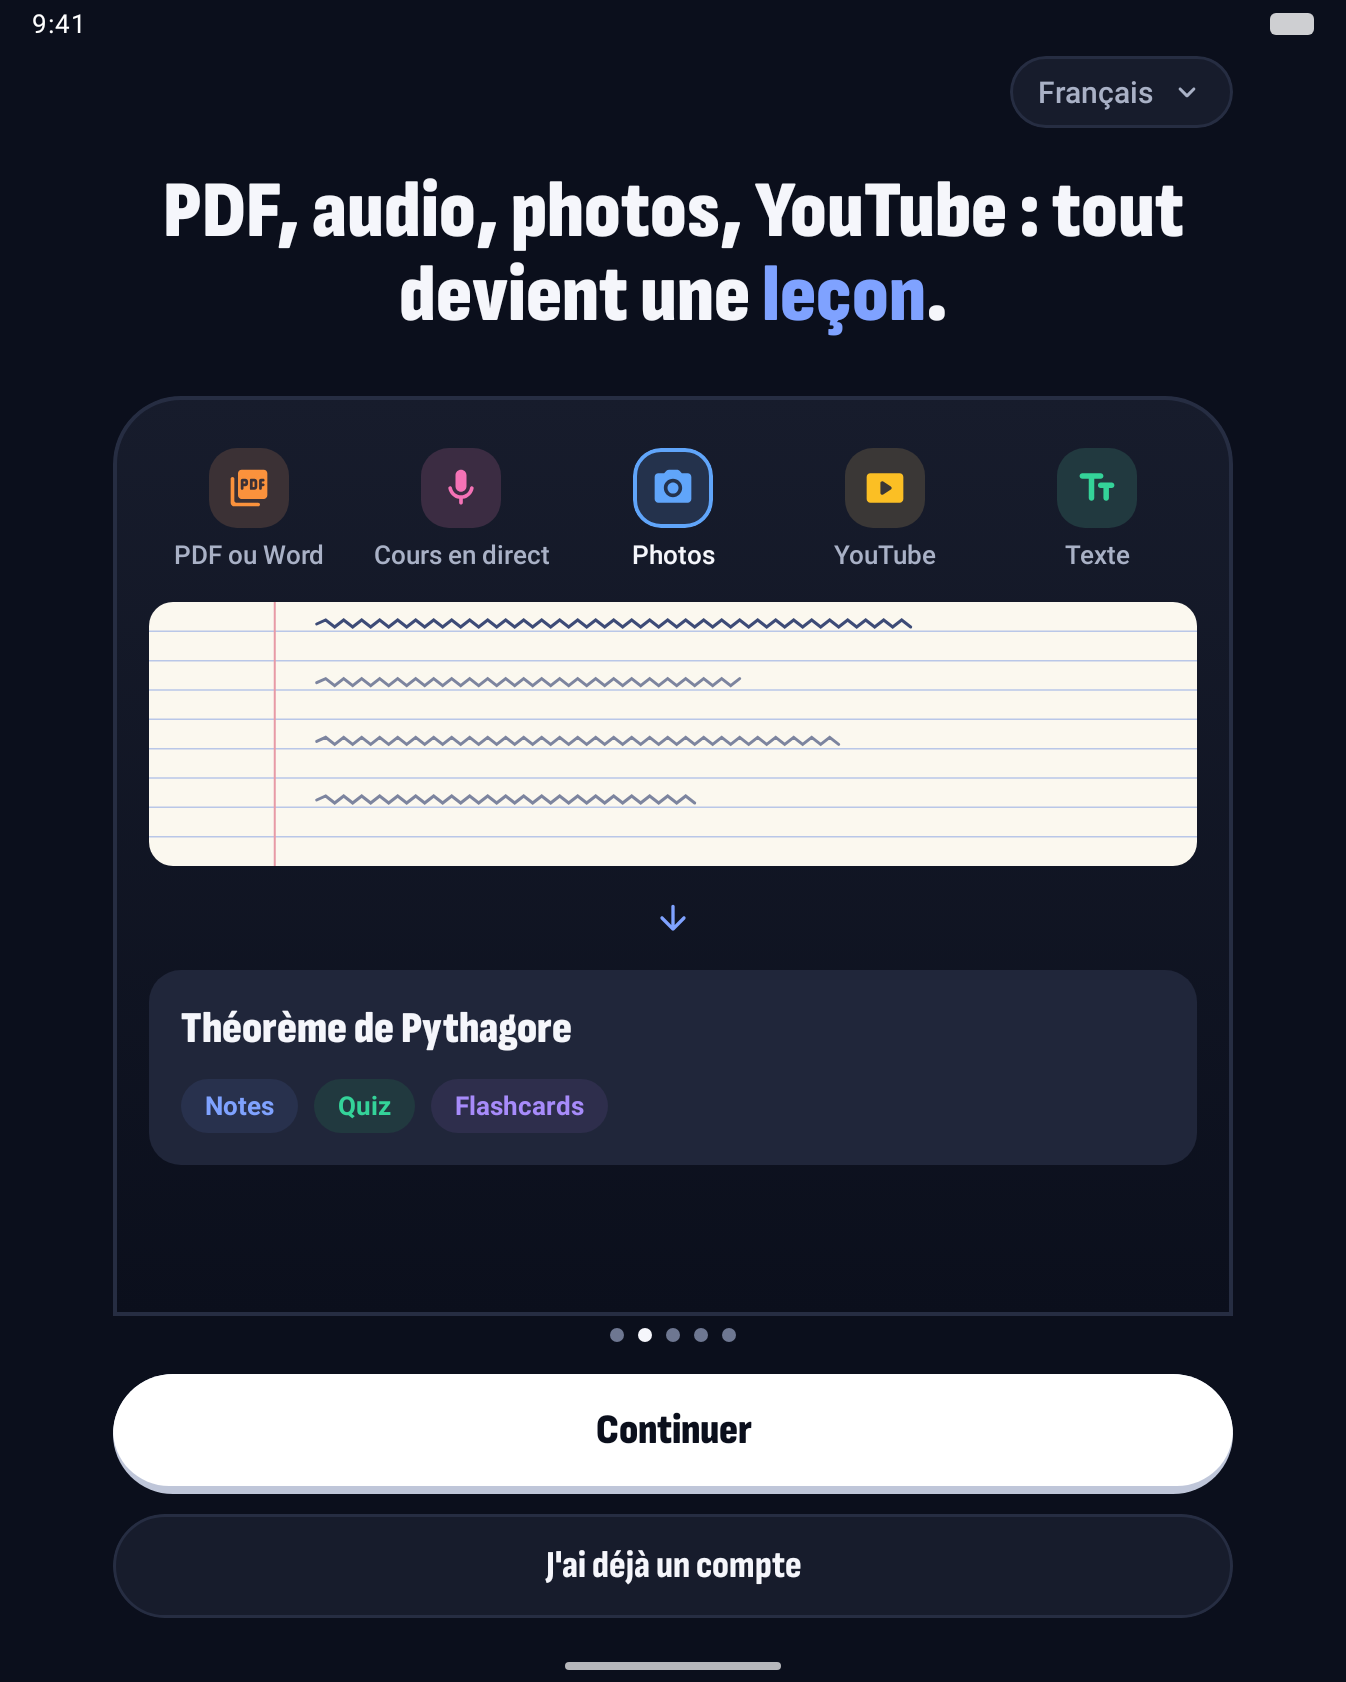 9:41
Français
PDF, audio, photos, YouTube : tout
devient une leçon.
PDF
PDF ou Word
Cours en direct
Photos
YouTube
Tт
Texte
Théorème de Pythagore
Notes
Quiz
Flashcards
Continuer
J'ai déjà un compte